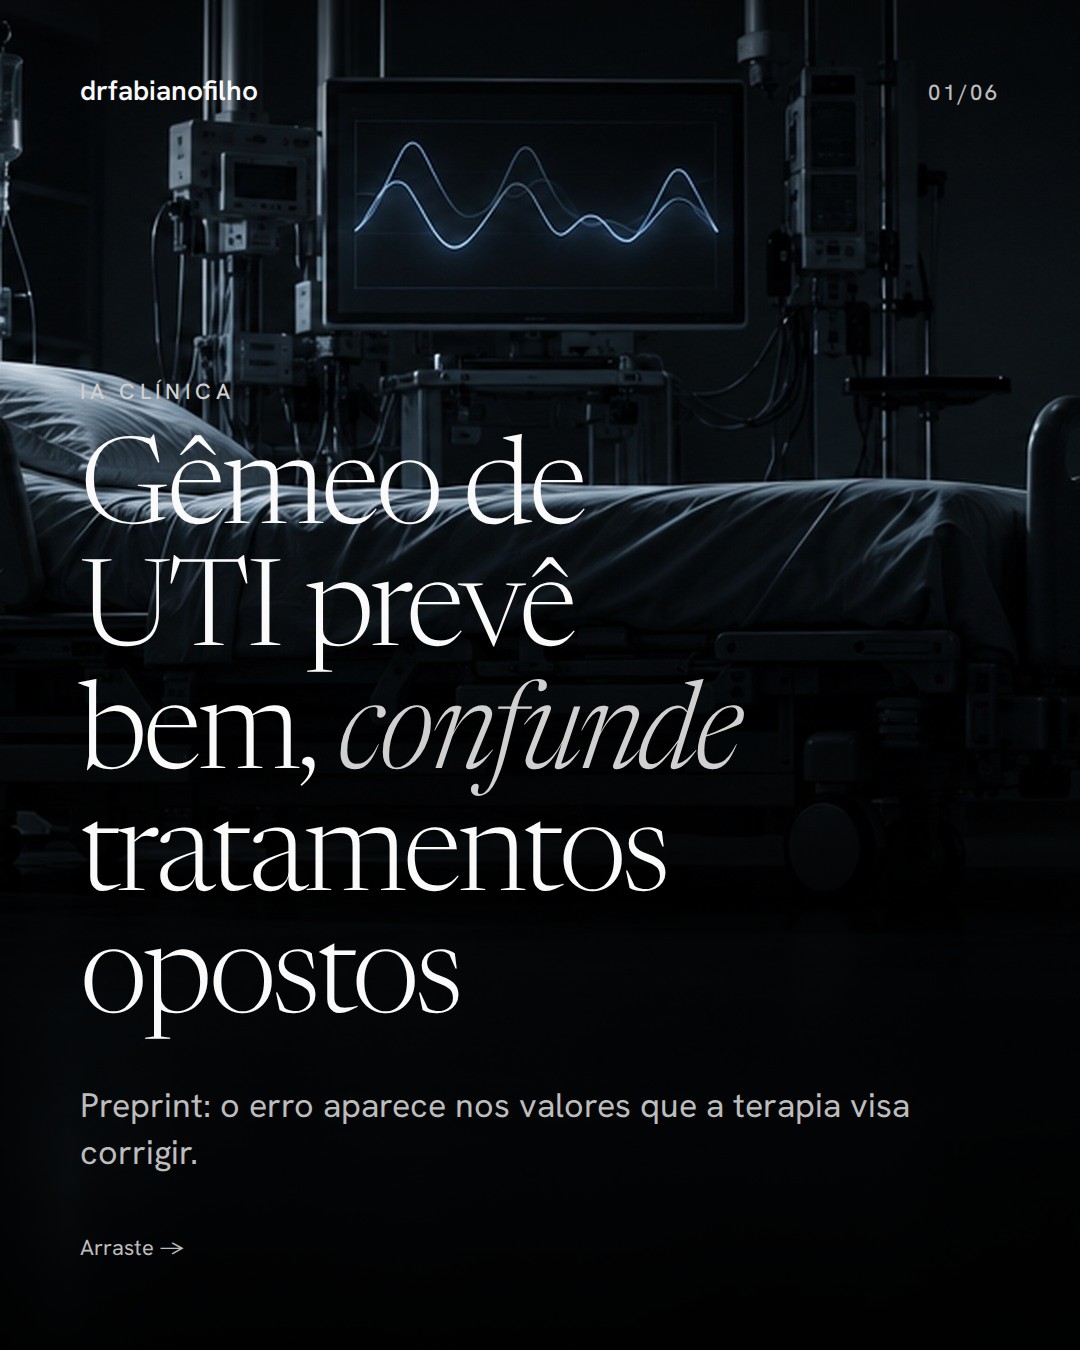 drfabianofilho
01/06
IA CLÍNICA
Gêmeo de
UTI prevê
bem, confunde
tratamentos
opostos
Preprint: o erro aparece nos valores que a terapia visa
corrigir.
Arraste →